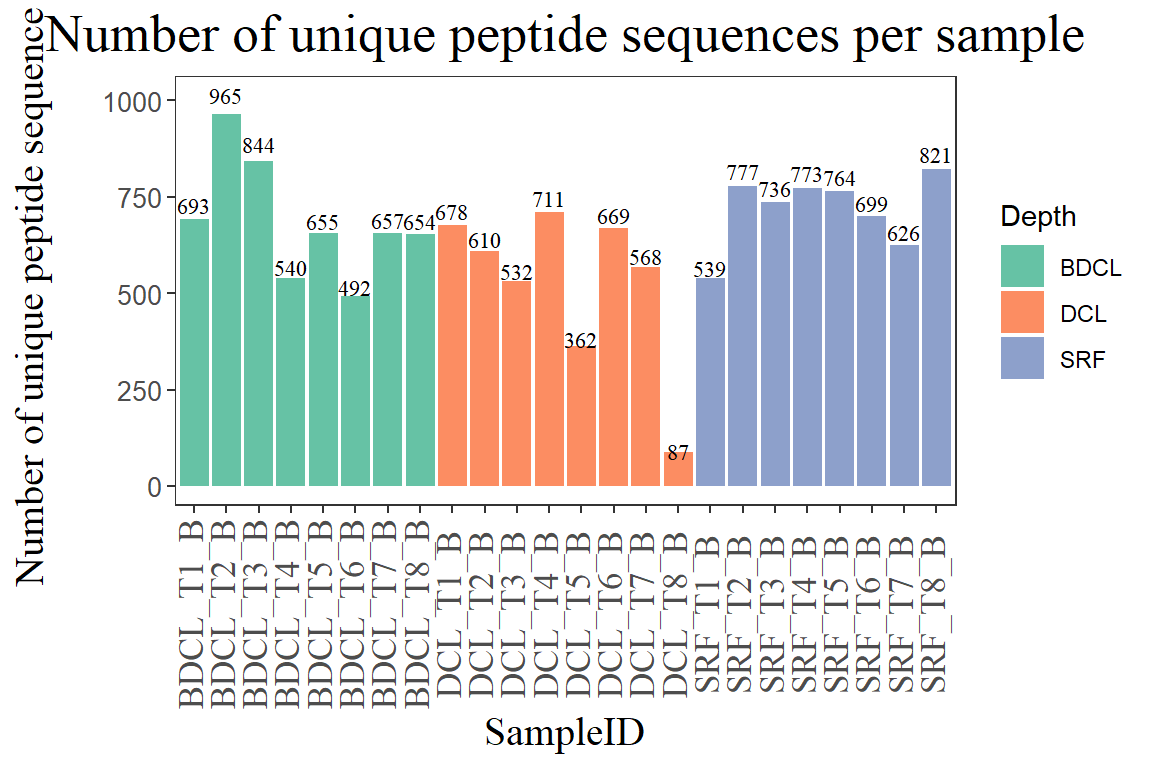 Number of unique peptide sequences per sample
Number of unique peptide sequence
1000
750
500
250
0
693
965
844
540
655
492
657
654
678
610
532
711
362
669
568
87
539
777
736
773
764
699
626
821
BDCL_T1_B
BDCL_T2_B
BDCL_T3_B
BDCL_T4_B
BDCL_T5_B
BDCL_T6_B
BDCL_T7_B
BDCL_T8_B
DCL_T1_B
DCL_T2_B
DCL_T3_B
DCL_T4_B
DCL_T5_B
DCL_T6_B
DCL_T7_B
DCL_T8_B
SRF_T1_B
SRF_T2_B
SRF_T3_B
SRF_T4_B
SRF_T5_B
SRF_T6_B
SRF_T7_B
SRF_T8_B
SampleID
Depth
BDCL
DCL
SRF